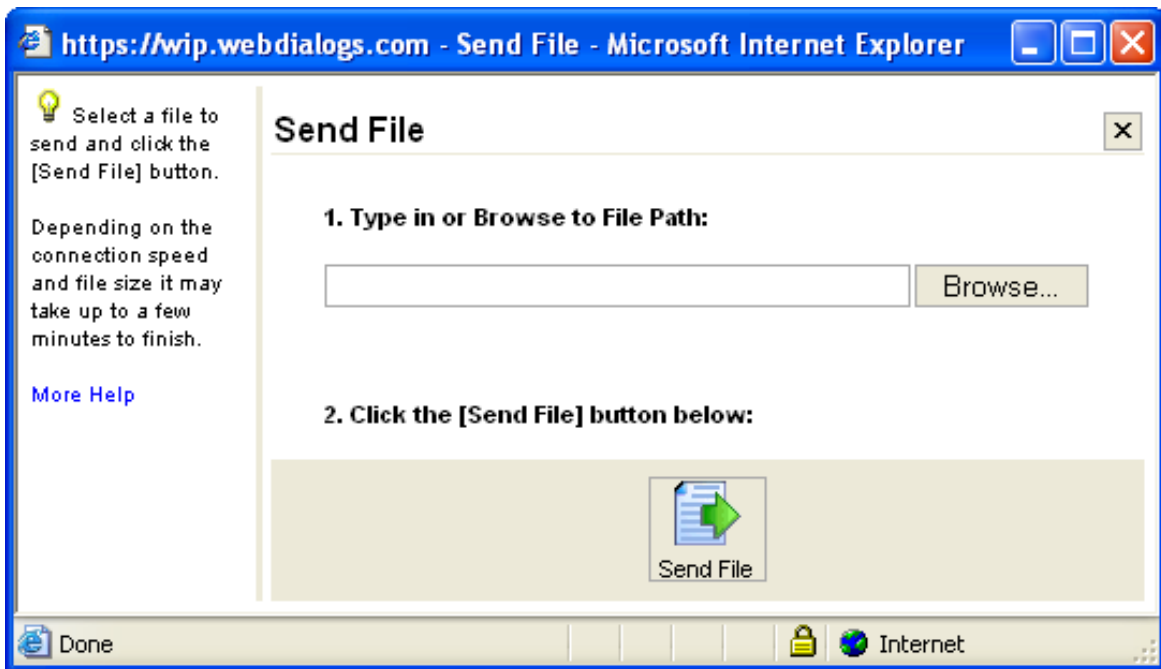 https://wip.webdialogs.com - Send File - Microsoft Internet Explorer
Select a file to
send and click the
[Send File] button.
Depending on the
connection speed
and file size it may
take up to a few
minutes to finish.
More Help
Send File
1. Type in or Browse to File Path:
Browse...
2. Click the [Send File] button below:
Send File
Done
Internet